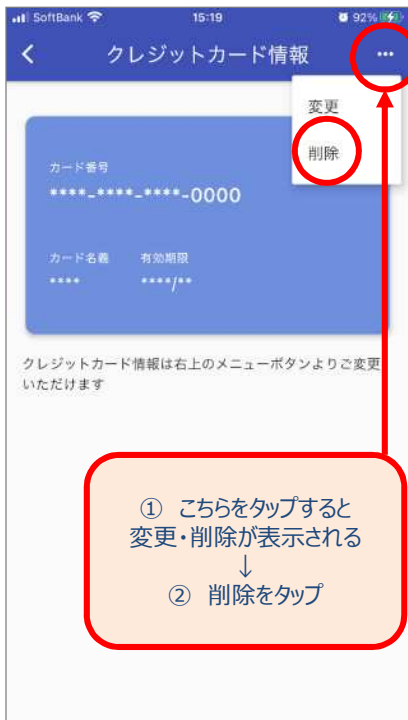 SoftBank 15:19 92%
クレジットカード情報
変更
削除
カード番号
****-****-****-0000
カード名義 有効期限
**** ****/**
クレジットカード情報は右上のメニューボタンよりご変更
いただけます
① こちらをタップすると
変更・削除が表示される
↓
② 削除をタップ